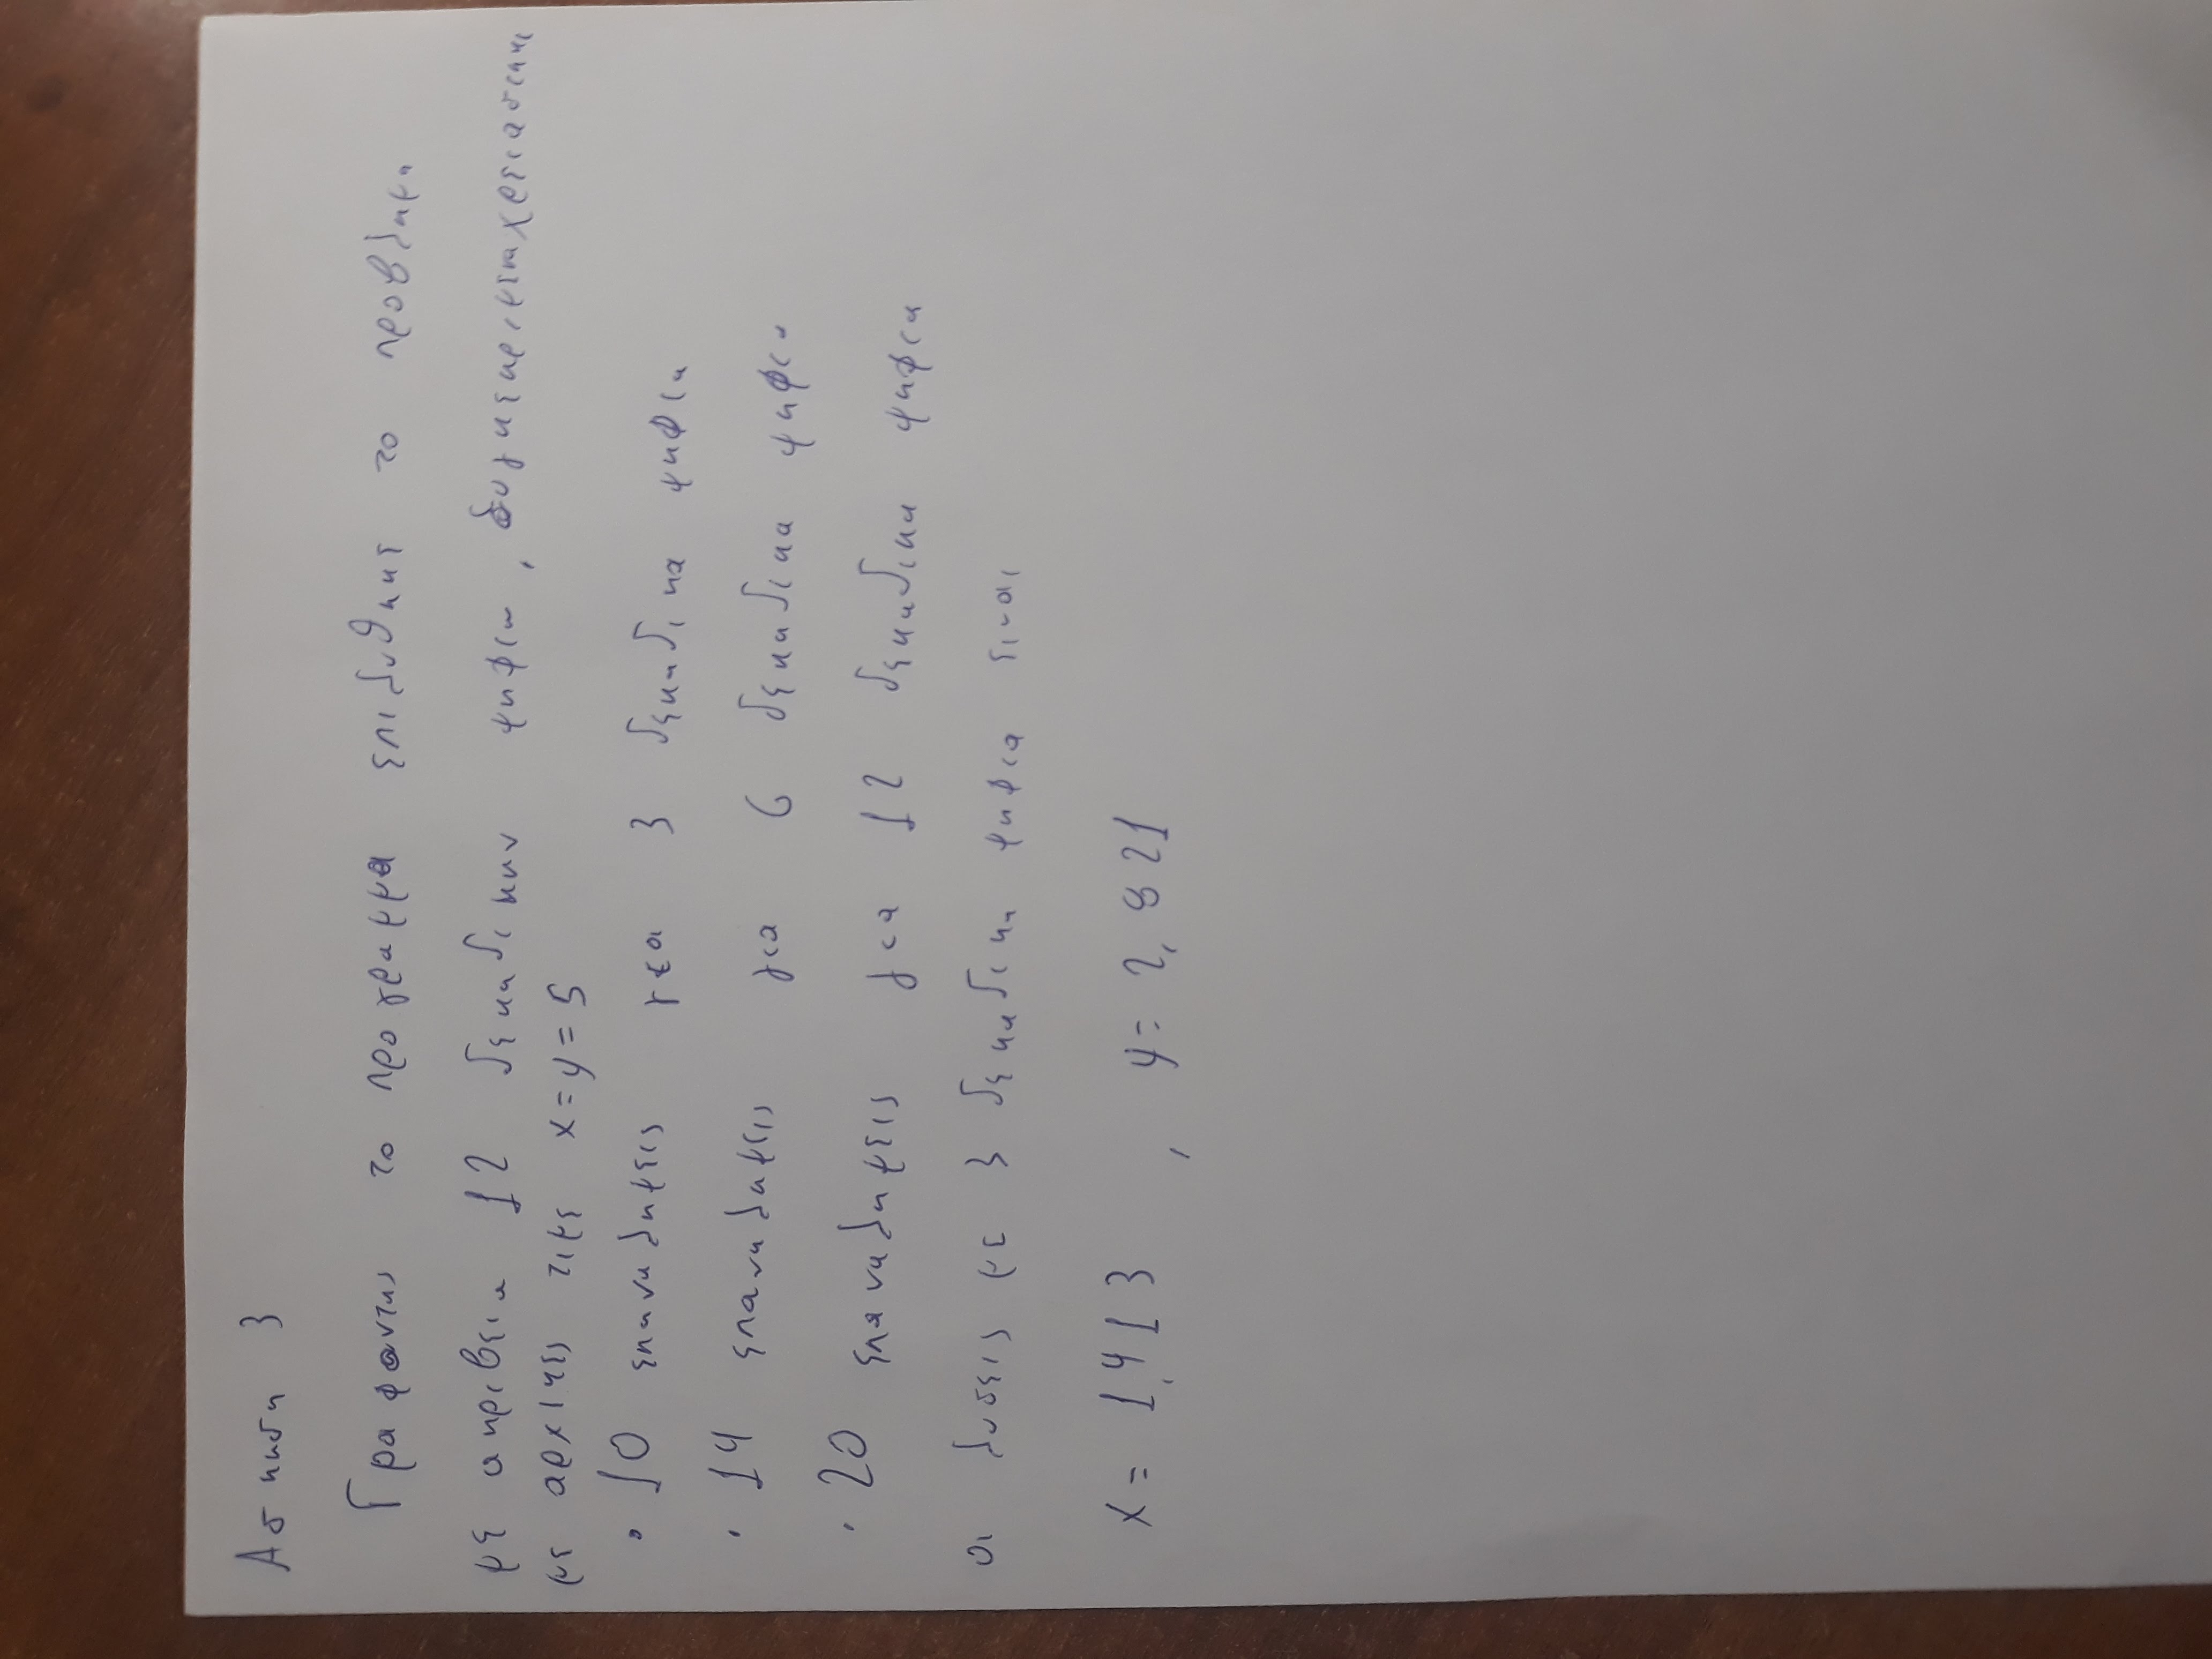 Ασκηση 3
Γραφοντας το προγραμμα επιλυθηκε το προβλημα
με ακριβεια 12 δεκαδικων ψηφιων, συγκεκριμενα χρειαστηκαν
με αρχικες τιμες x=y=5
· 10 επαναληψεις για 3 δεκαδικα ψηφια
· 14 επαναληψεις για 6 δεκαδικα ψηφια
· 20 επαναληψεις για 12 δεκαδικα ψηφια
οι λυσεις με 3 δεκαδικα ψηφια ειναι
x = 1,413 , y = 2,821